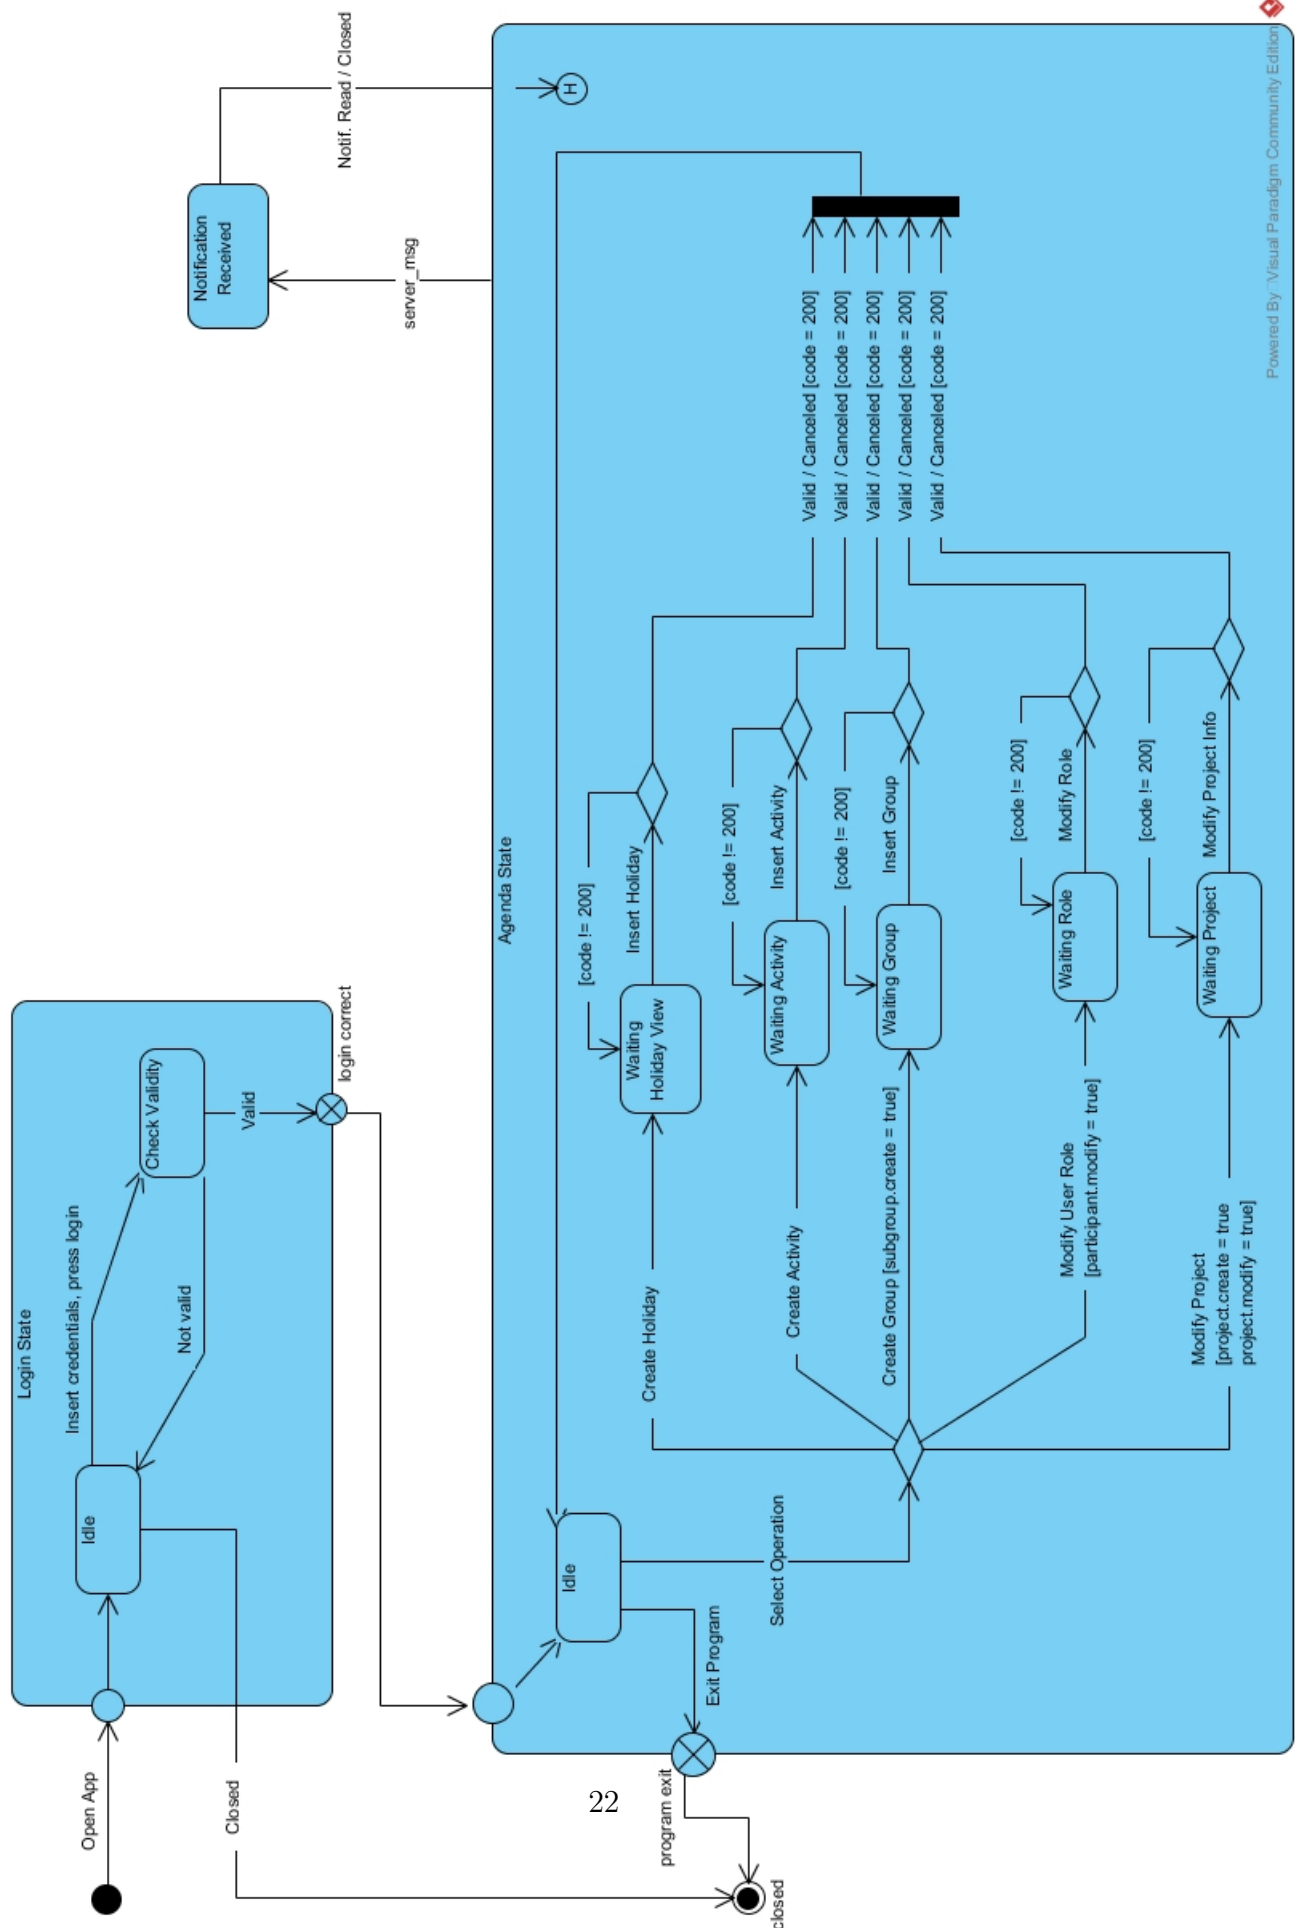 Open App
Login State
Idle
Insert credentials, press login
Not valid
Check Validity
Valid
login correct
Closed
Notification
Received
server_msg
Notif. Read / Closed
Agenda State
H
Idle
Exit Program
program exit
closed
Select Operation
Create Holiday
Waiting
Holiday View
[code != 200]
Insert Holiday
Valid / Canceled [code = 200]
Create Activity
Waiting Activity
[code != 200]
Insert Activity
Valid / Canceled [code = 200]
Create Group [subgroup.create = true]
Waiting Group
[code != 200]
Insert Group
Valid / Canceled [code = 200]
Modify User Role
[participant.modify = true]
Waiting Role
[code != 200]
Modify Role
Valid / Canceled [code = 200]
Modify Project
[project.create = true
project.modify = true]
Waiting Project
[code != 200]
Modify Project Info
Valid / Canceled [code = 200]
Powered By Visual Paradigm Community Edition
22